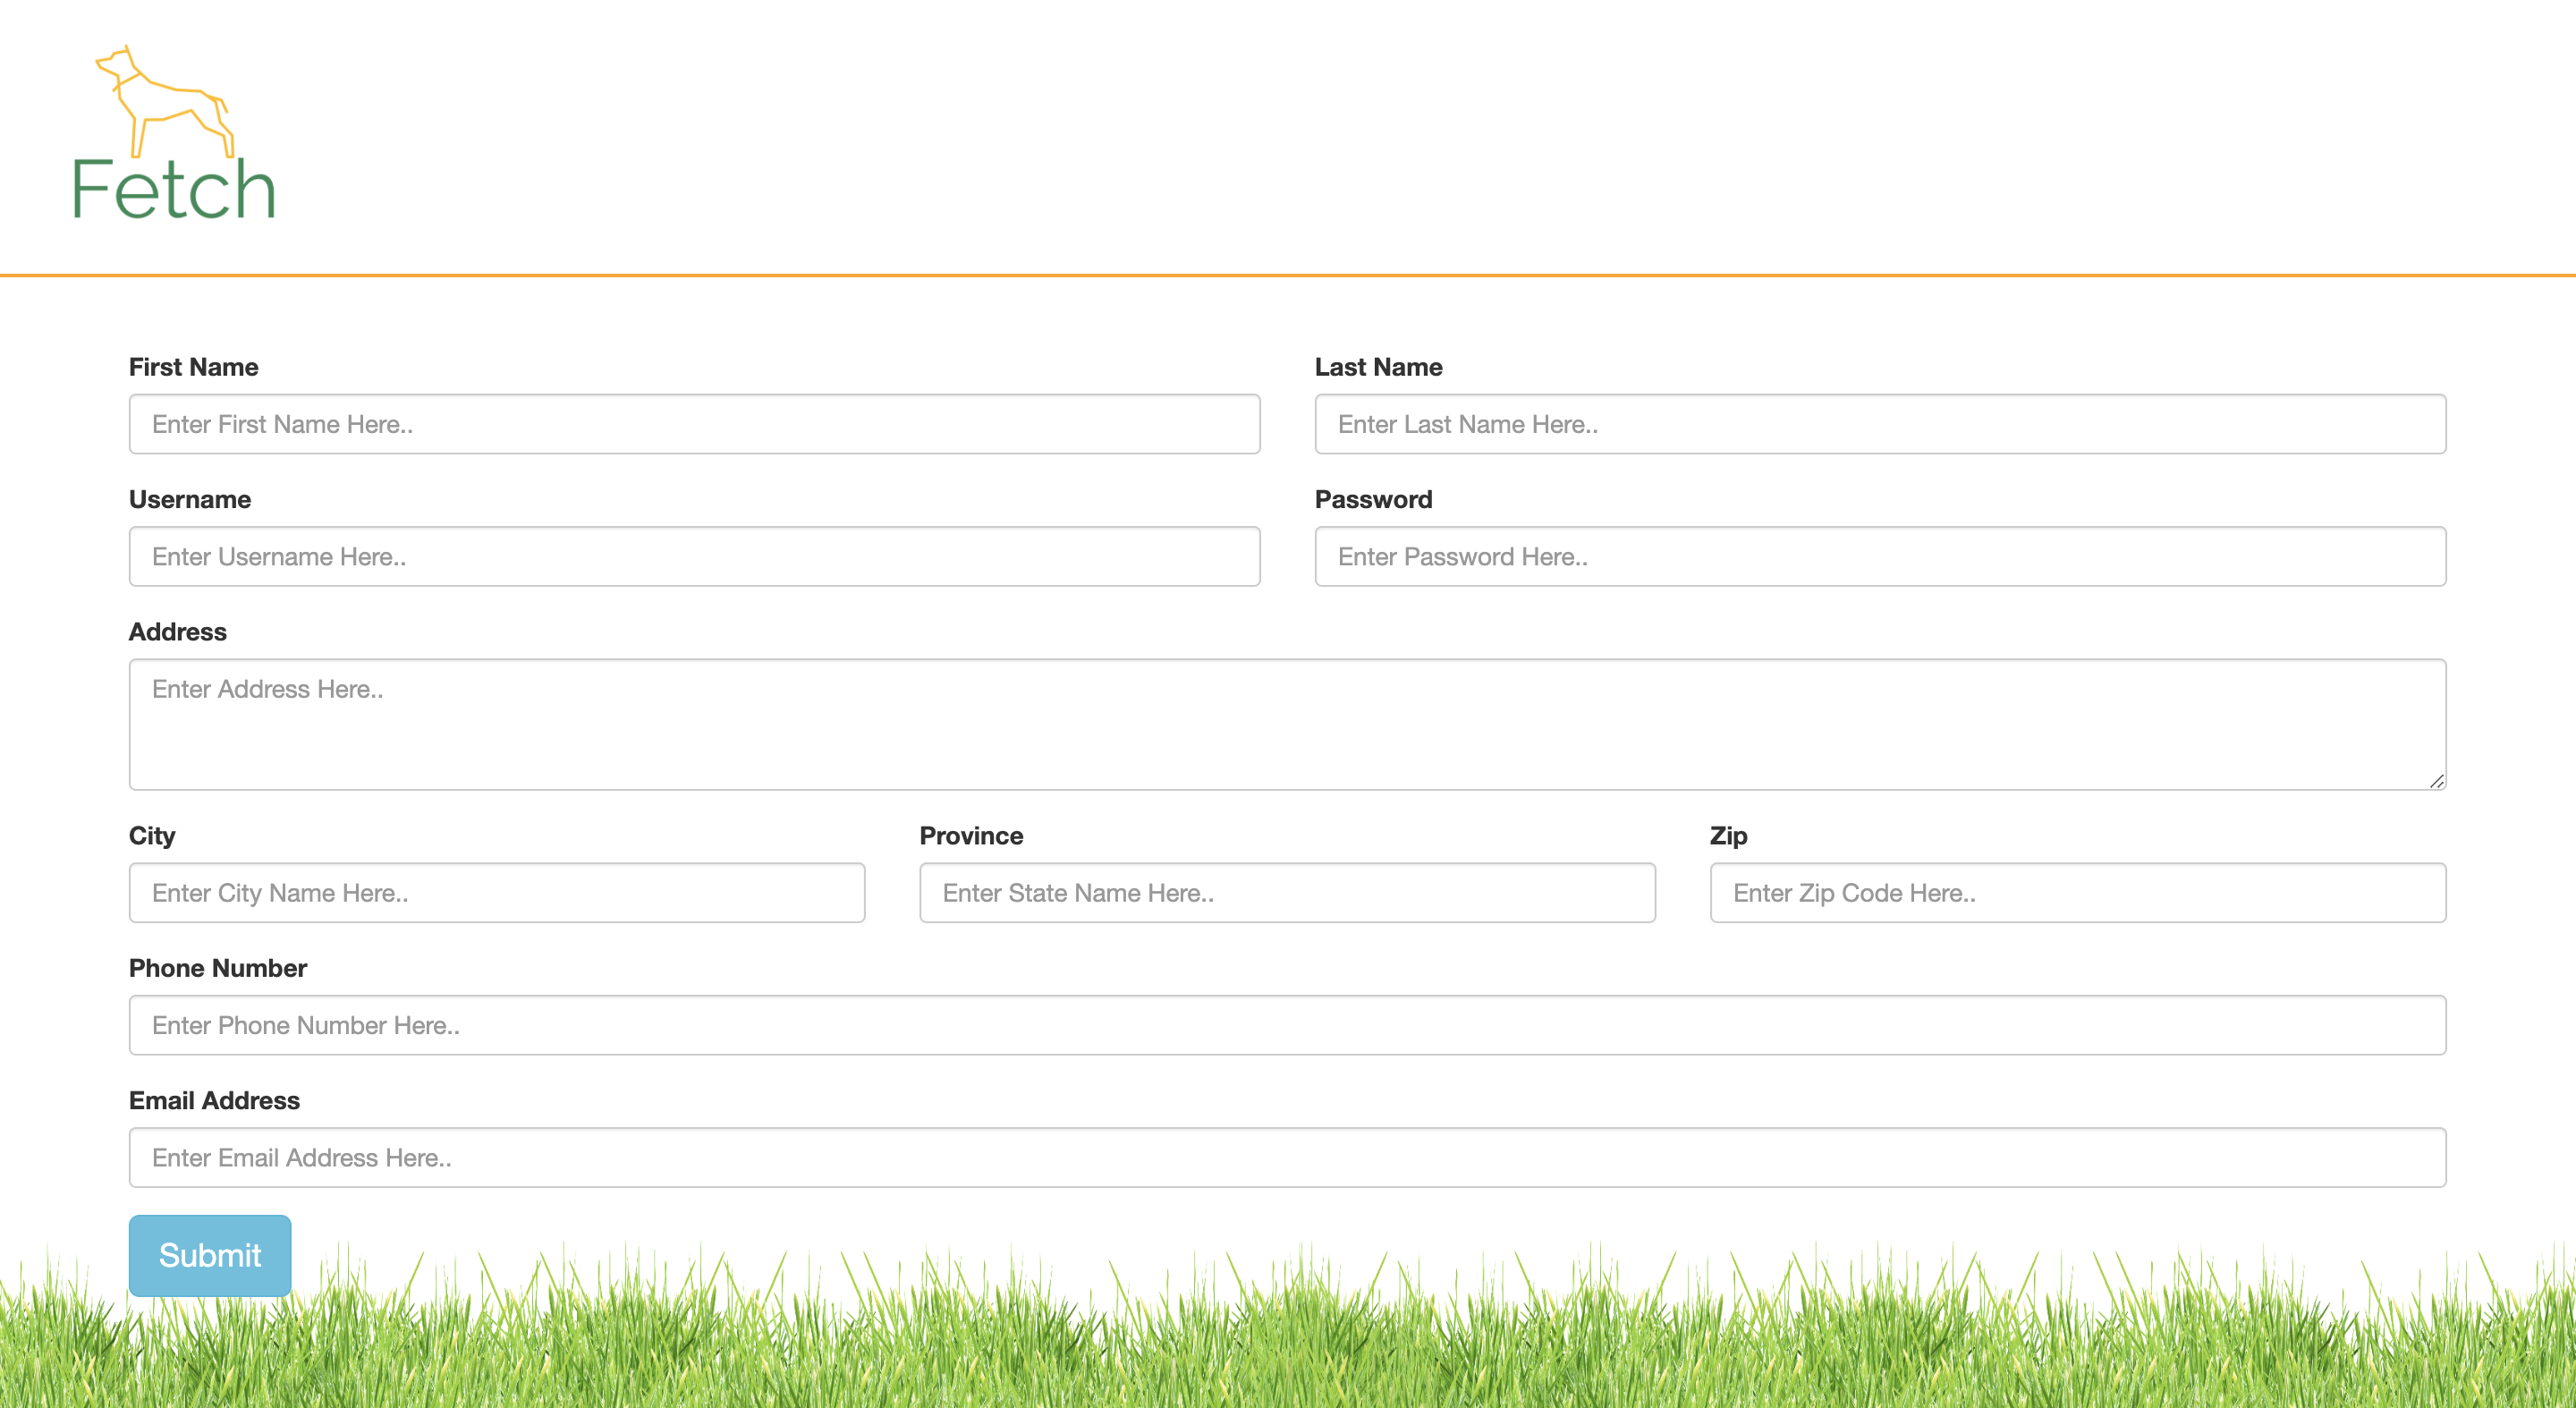 Fetch
First Name Last Name
Enter First Name Here.. Enter Last Name Here..
Username Password
Enter Username Here.. Enter Password Here..
Address
Enter Address Here..
City Province Zip
Enter City Name Here.. Enter State Name Here.. Enter Zip Code Here..
Phone Number
Enter Phone Number Here..
Email Address
Enter Email Address Here..
Submit